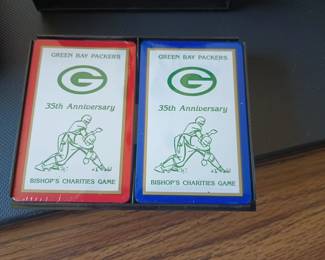 GREEN BAY PACKERS
G
35th Anniversary
BISHOP'S CHARITIES GAME
GREEN BAY PACKERS
G
35th Anniversary
BISHOP'S CHARITIES GAME